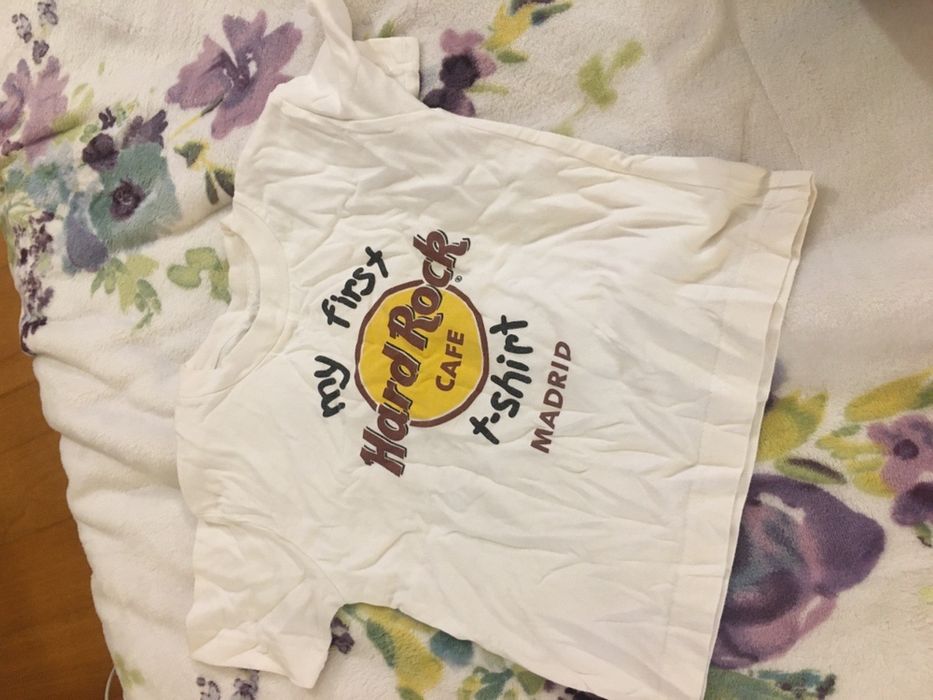 my first
Hard Rock ®
CAFE
t-shirt
MADRID